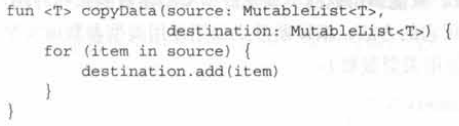 fun <T> copyData(source: MutableList<T>,
                 destination: MutableList<T>) {
    for (item in source) {
        destination.add(item)
    }
}